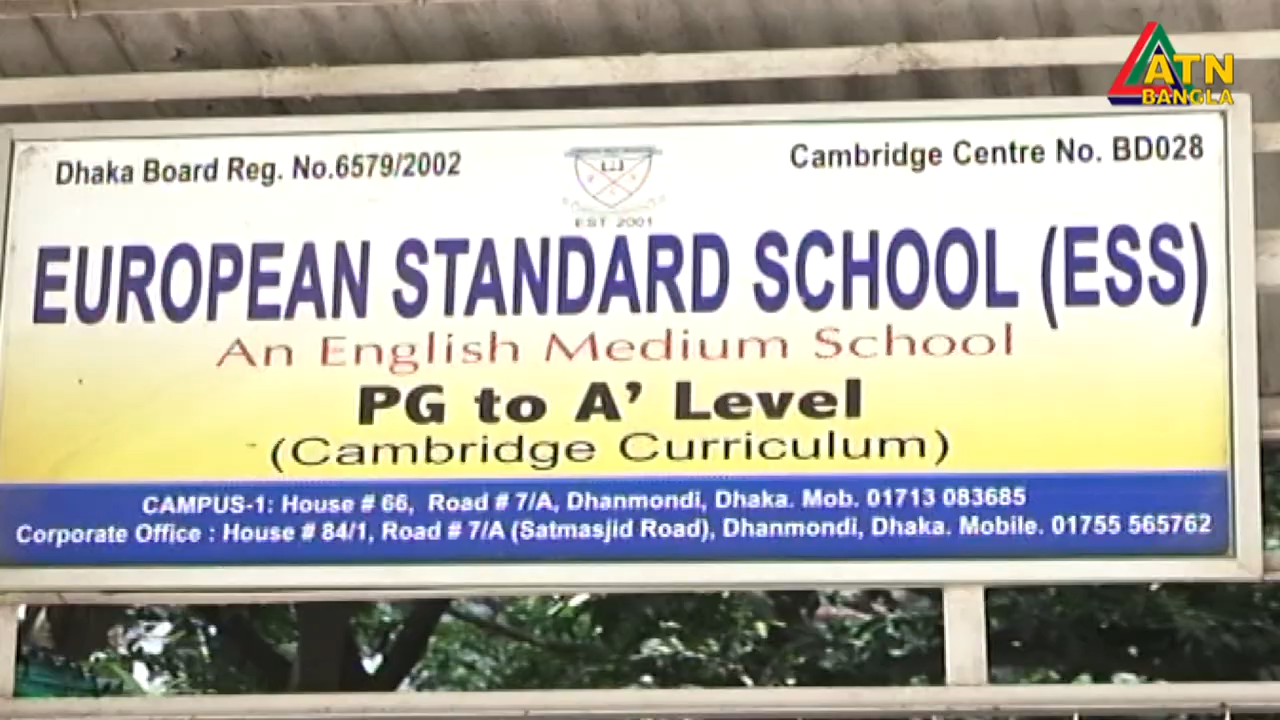 ATN
BANGLA
Dhaka Board Reg. No.6579/2002
Cambridge Centre No. BD028
EST 2001
EUROPEAN STANDARD SCHOOL (ESS)
An English Medium School
PG to A' Level
(Cambridge Curriculum)
CAMPUS-1: House # 66, Road # 7/A, Dhanmondi, Dhaka. Mob. 01713 083685
Corporate Office : House # 84/1, Road # 7/A (Satmasjid Road), Dhanmondi, Dhaka. Mobile. 01755 565762